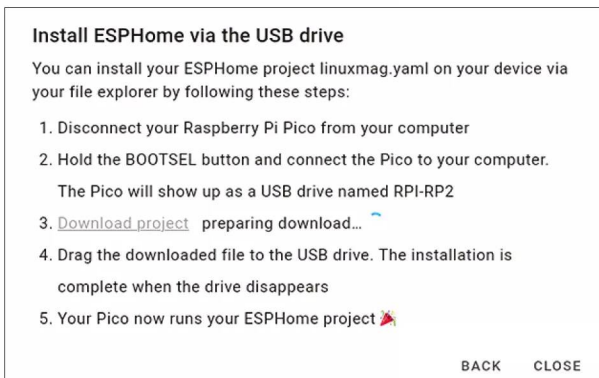 Install ESPHome via the USB drive
You can install your ESPHome project linuxmag.yaml on your device via
your file explorer by following these steps:
1. Disconnect your Raspberry Pi Pico from your computer
2. Hold the BOOTSEL button and connect the Pico to your computer.
The Pico will show up as a USB drive named RPI-RP2
3. Download project preparing download…
4. Drag the downloaded file to the USB drive. The installation is
complete when the drive disappears
5. Your Pico now runs your ESPHome project 🎉
BACK CLOSE